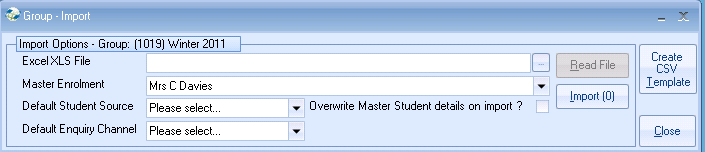 Group - Import
Import Options - Group: (1019) Winter 2011
Excel XLS File
...
Read File
Create
CSV
Template
Master Enrolment
Mrs C Davies
Import (0)
Default Student Source
Please select...
Overwrite Master Student details on import ?
Default Enquiry Channel
Please select...
Close